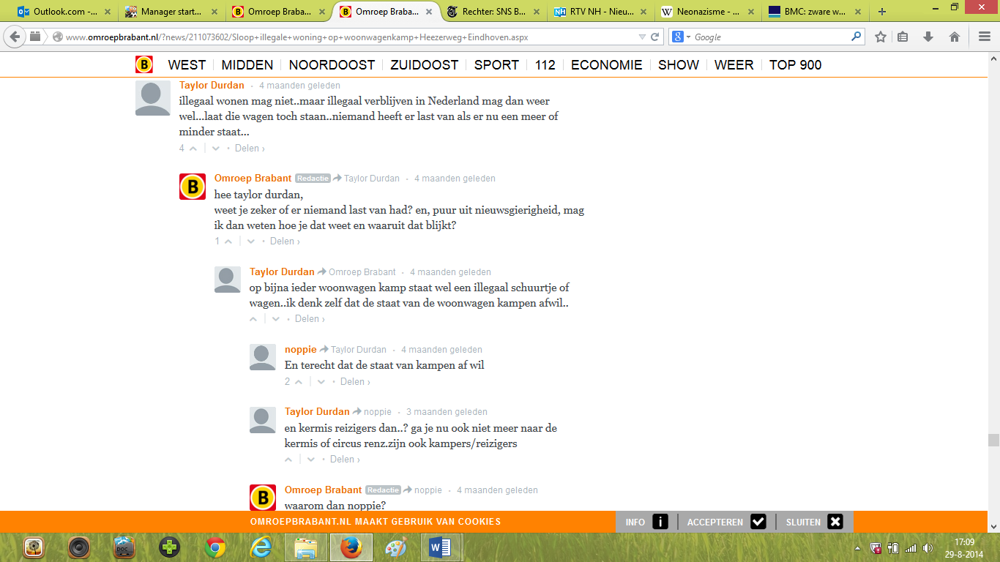 Outlook.com -...
Manager start...
Omroep Braba...
Omroep Braba...
Rechter: SNS B...
RTV NH - Nieu...
Neonazisme - ...
BMC: zware w...
www.omroepbrabant.nl/?news/211073602/Sloop+illegale+woning+op+woonwagenkamp+Heezerweg+Eindhoven.aspx
Google
B WEST MIDDEN NOORDOOST ZUIDOOST SPORT 112 ECONOMIE SHOW WEER TOP 900
Taylor Durdan • 4 maanden geleden
illegaal wonen mag niet..maar illegaal verblijven in Nederland mag dan weer
wel...laat die wagen toch staan..niemand heeft er last van als er nu een meer of
minder staat...
4 • Delen ›
B
Omroep Brabant Redactie Taylor Durdan • 4 maanden geleden
hee taylor durdan,
weet je zeker of er niemand last van had? en, puur uit nieuwsgierigheid, mag
ik dan weten hoe je dat weet en waaruit dat blijkt?
1 • Delen ›
Taylor Durdan Omroep Brabant • 4 maanden geleden
op bijna ieder woonwagen kamp staat wel een illegaal schuurtje of
wagen..ik denk zelf dat de staat van de woonwagen kampen afwil..
• Delen ›
noppie Taylor Durdan • 4 maanden geleden
En terecht dat de staat van kampen af wil
2 • Delen ›
Taylor Durdan noppie • 3 maanden geleden
en kermis reizigers dan..? ga je nu ook niet meer naar de
kermis of circus renz.zijn ook kampers/reizigers
• Delen ›
B
Omroep Brabant Redactie noppie • 4 maanden geleden
waarom dan noppie?
OMROEPBRABANT.NL MAAKT GEBRUIK VAN COOKIES
INFO i ACCEPTEREN SLUITEN
DOC
17:09
29-8-2014